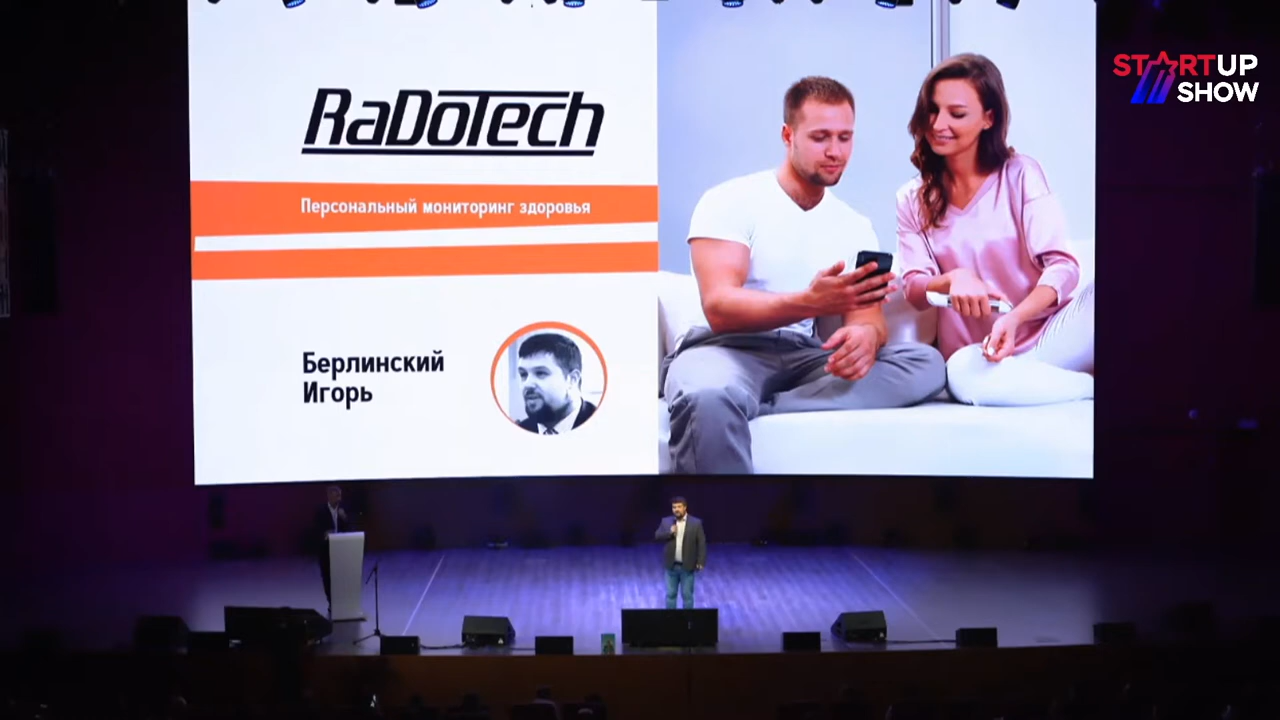 RaDoTech
Персональный мониторинг здоровья
Берлинский
Игорь
STARTUP
SHOW